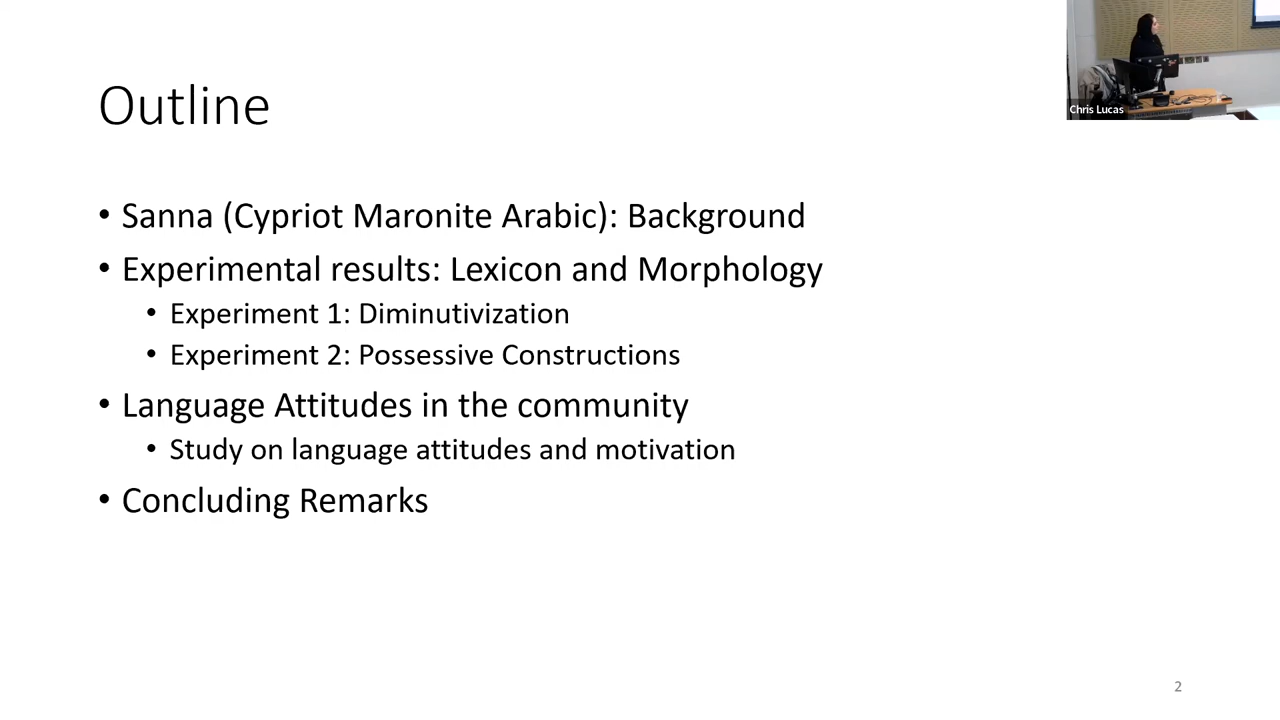 Outline
Chris Lucas
• Sanna (Cypriot Maronite Arabic): Background
• Experimental results: Lexicon and Morphology
• Experiment 1: Diminutivization
• Experiment 2: Possessive Constructions
• Language Attitudes in the community
• Study on language attitudes and motivation
• Concluding Remarks
2